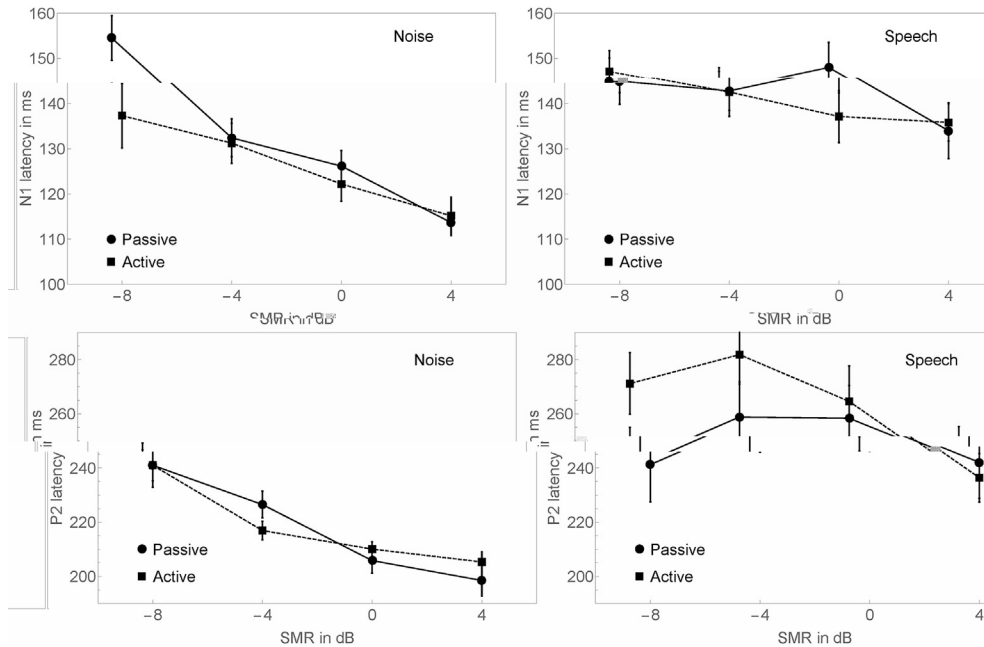 160
150
140
130
120
110
100
N1 latency in ms
Noise
Passive
Active
−8
−4
0
4
160
150
140
130
120
110
100
N1 latency in ms
Speech
Passive
Active
−8
−4
0
4
SMR in dB
280
260
240
220
200
P2 latency
Noise
Passive
Active
−8
−4
0
4
SMR in dB
280
260
240
220
200
P2 latency
Speech
Passive
Active
−8
−4
0
4
SMR in dB